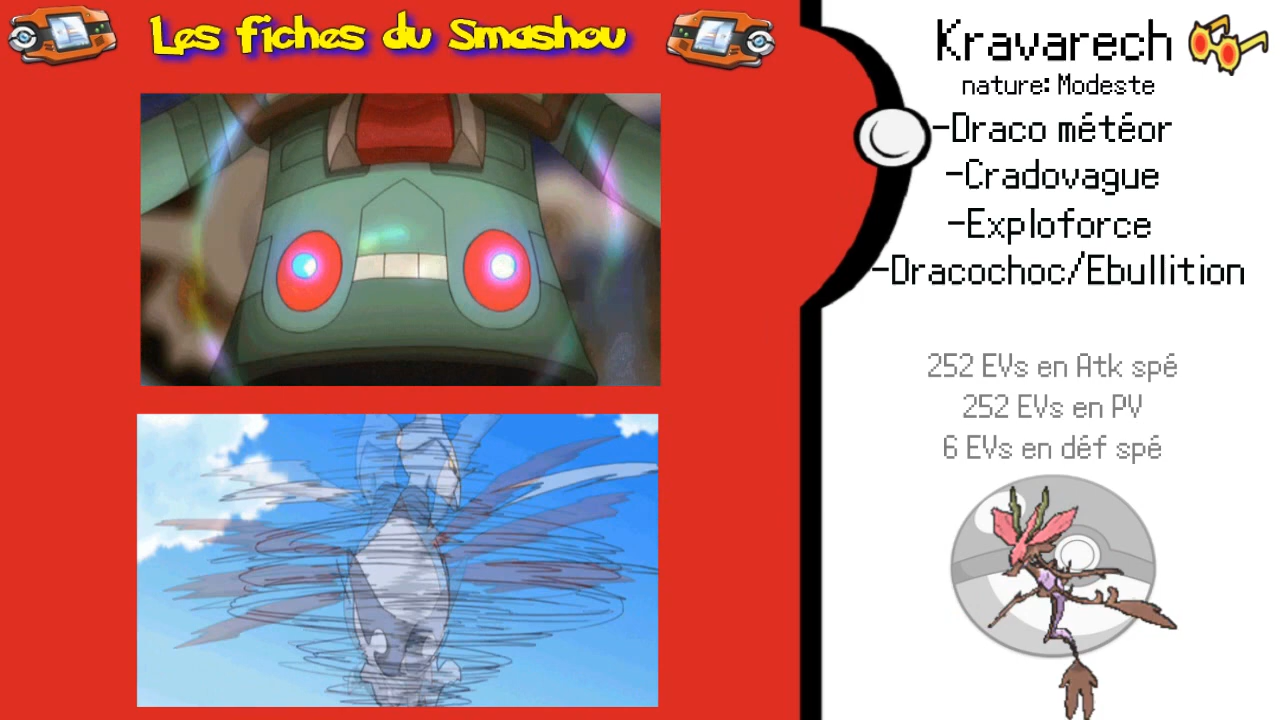 Les fiches du Smashou
Kravarech
nature: Modeste
-Draco météor
-Cradovague
-Exploforce
-Dracochoc/Ebullition
252 EVs en Atk spé
252 EVs en PV
6 EVs en déf spé